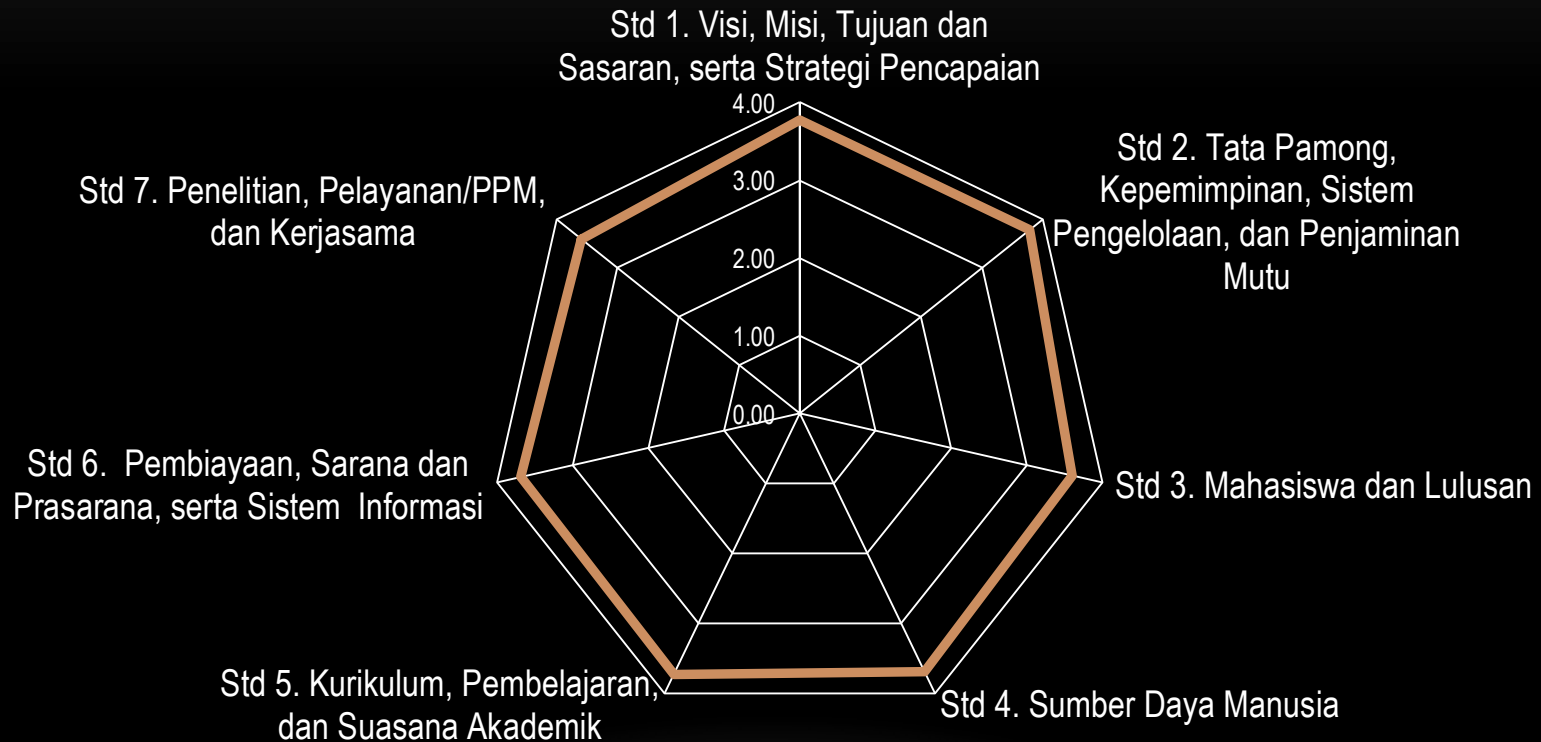 Std 1. Visi, Misi, Tujuan dan
Sasaran, serta Strategi Pencapaian
4.00
3.00
2.00
1.00
0.00
Std 2. Tata Pamong,
Kepemimpinan, Sistem
Pengelolaan, dan Penjaminan
Mutu
Std 3. Mahasiswa dan Lulusan
Std 4. Sumber Daya Manusia
Std 5. Kurikulum, Pembelajaran,
dan Suasana Akademik
Std 6. Pembiayaan, Sarana dan
Prasarana, serta Sistem Informasi
Std 7. Penelitian, Pelayanan/PPM,
dan Kerjasama